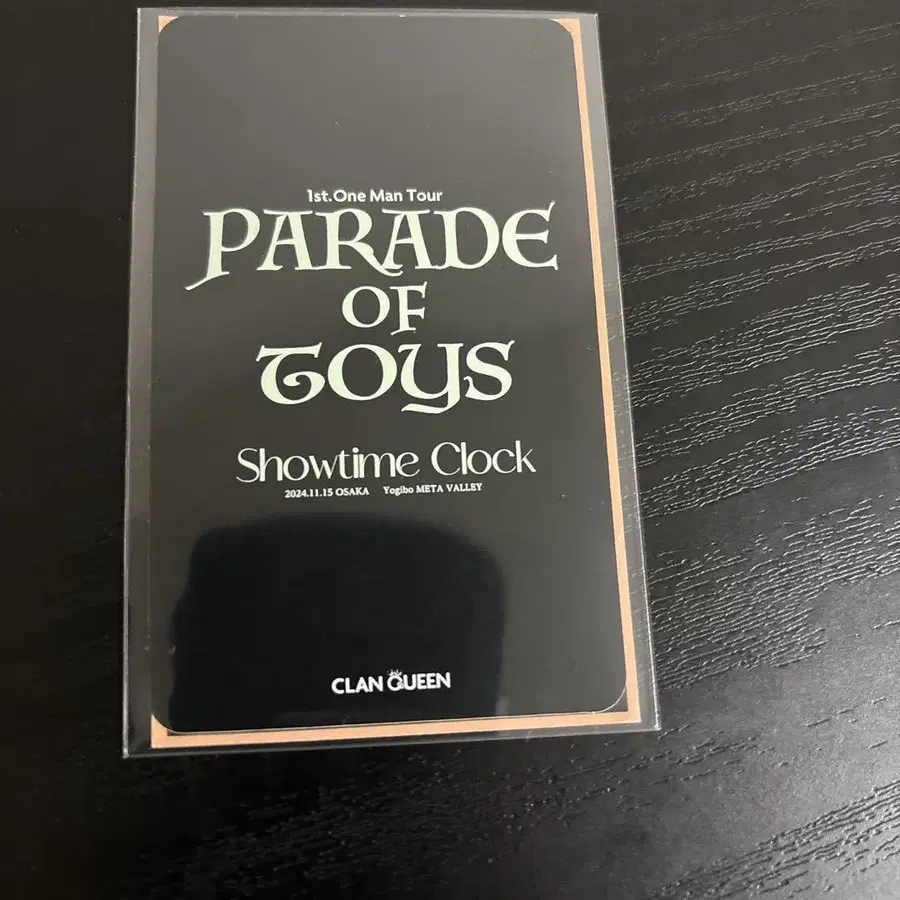 1st.One Man Tour
PARADE
OF
TOYS
Showtime Clock
2024.11.15 OSAKA Yogibo META VALLEY
CLAN QUEEN